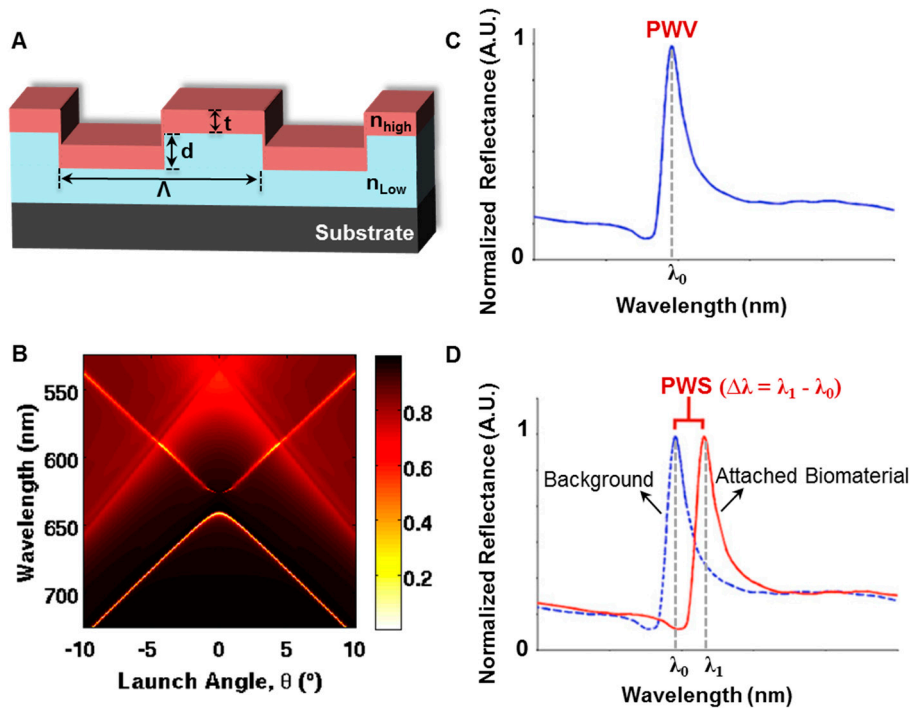 A
t
d
n_high
Λ
n_Low
Substrate
B
Wavelength (nm)
550
600
650
700
-10
-5
0
5
10
Launch Angle, θ (°)
0.8
0.6
0.4
0.2
C
PWV
Normalized Reflectance (A.U.)
1
0
λ₀
Wavelength (nm)
D
PWS (Δλ = λ₁ - λ₀)
Normalized Reflectance (A.U.)
1
0
Background
Attached Biomaterial
λ₀
λ₁
Wavelength (nm)